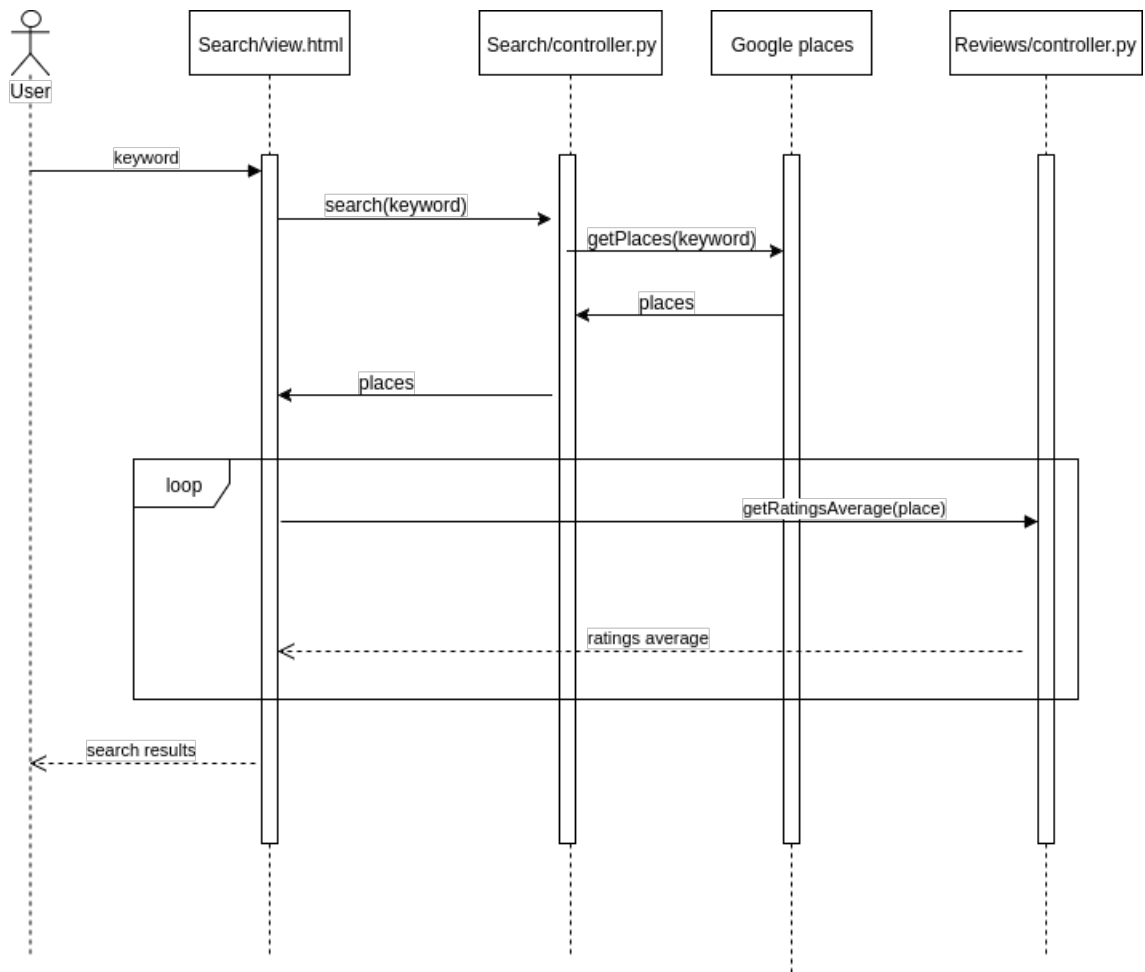 Search/view.html
Search/controller.py
Google places
Reviews/controller.py
User
keyword
search(keyword)
getPlaces(keyword)
places
places
loop
getRatingsAverage(place)
ratings average
search results